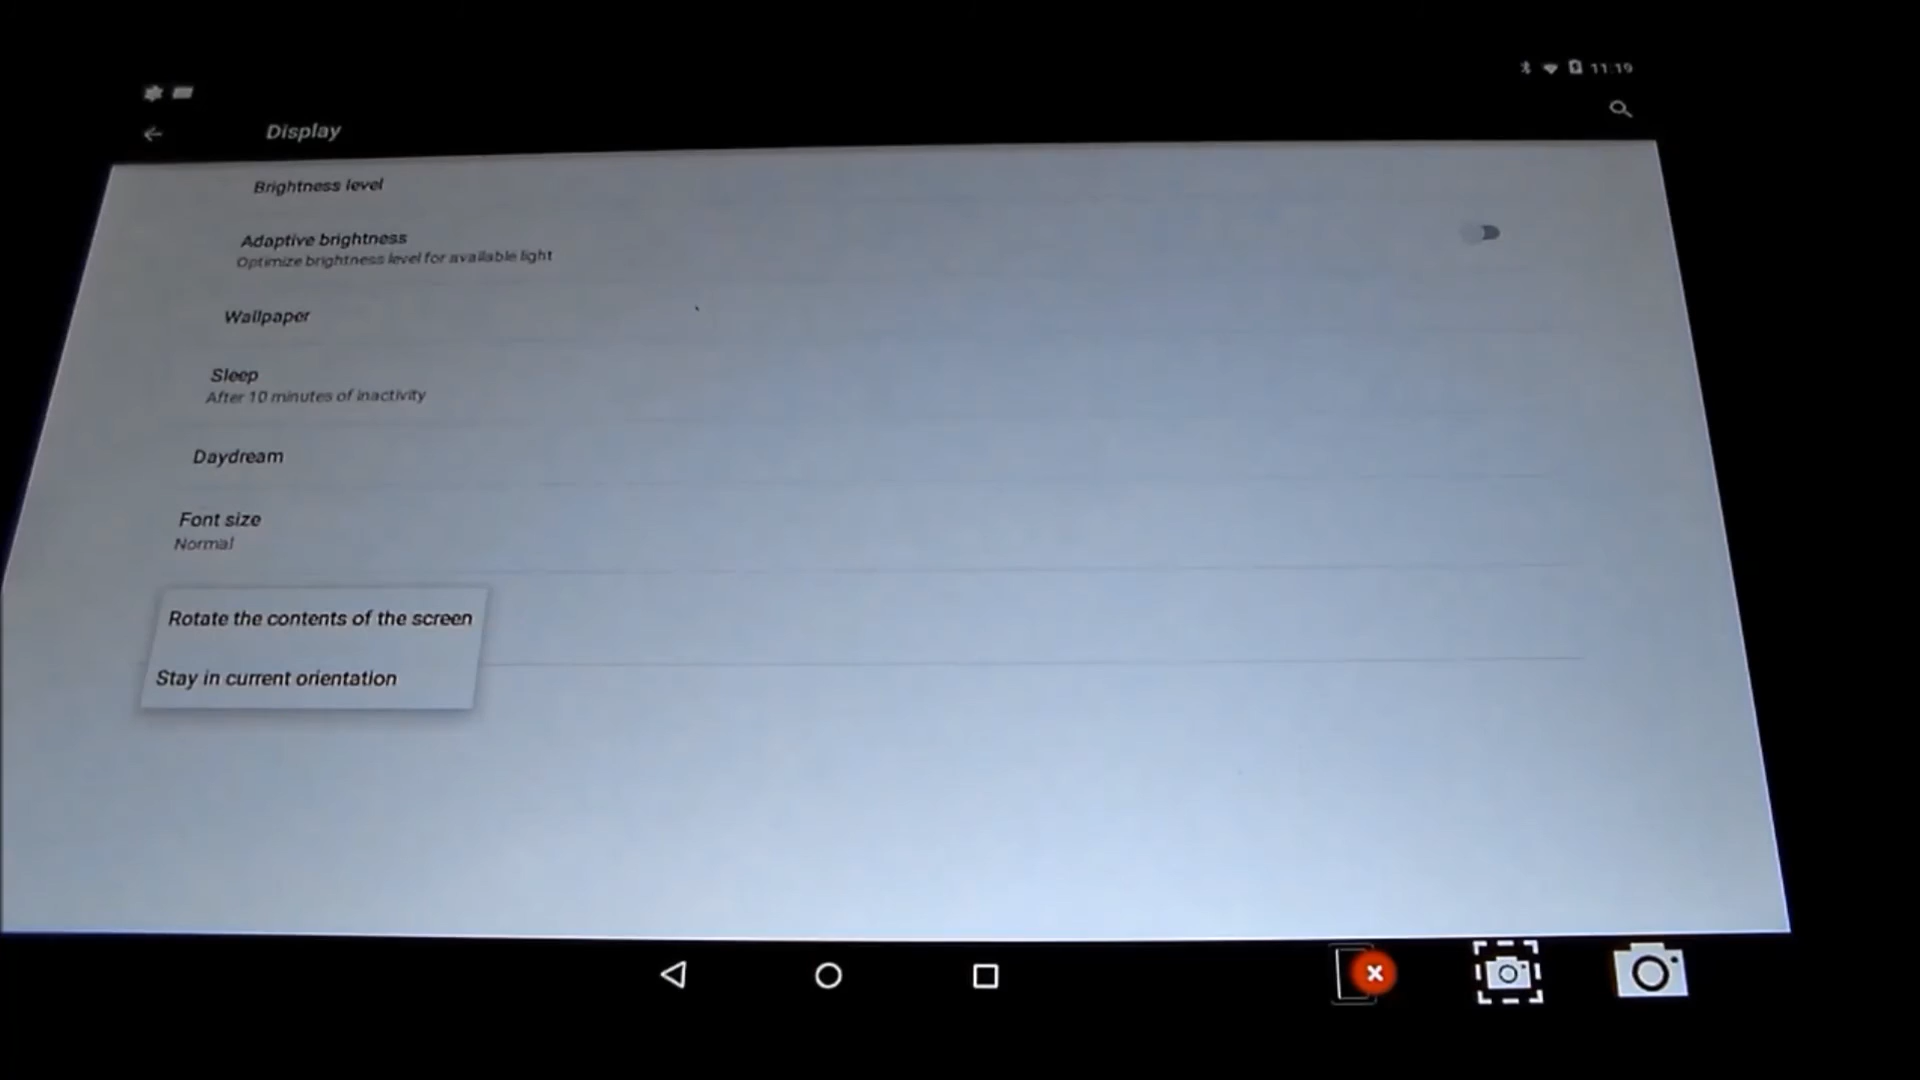 11:19
Display
Brightness level
Adaptive brightness
Optimize brightness level for available light
Wallpaper
Sleep
After 10 minutes of inactivity
Daydream
Font size
Normal
Rotate the contents of the screen
Stay in current orientation